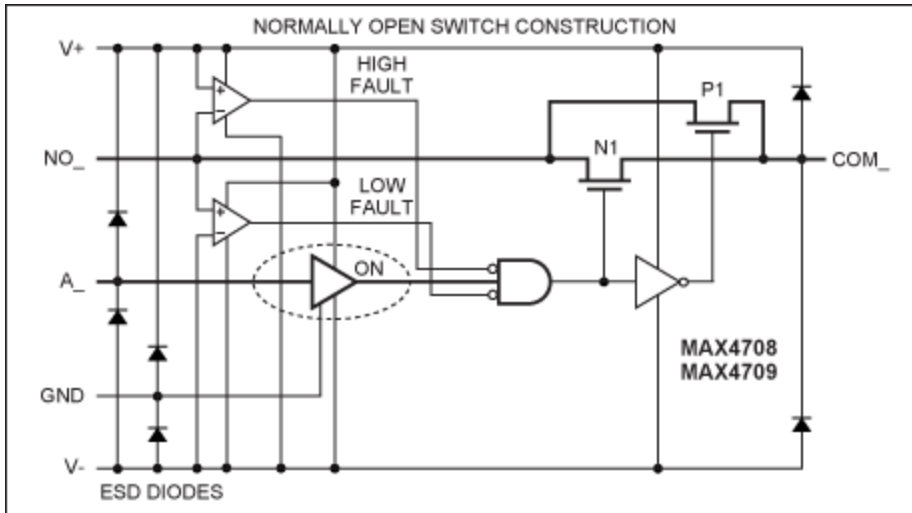 NORMALLY OPEN SWITCH CONSTRUCTION
V+
HIGH
FAULT
+
−
P1
NO_
N1
COM_
LOW
FAULT
+
−
ON
A_
MAX4708
MAX4709
GND
V-
ESD DIODES